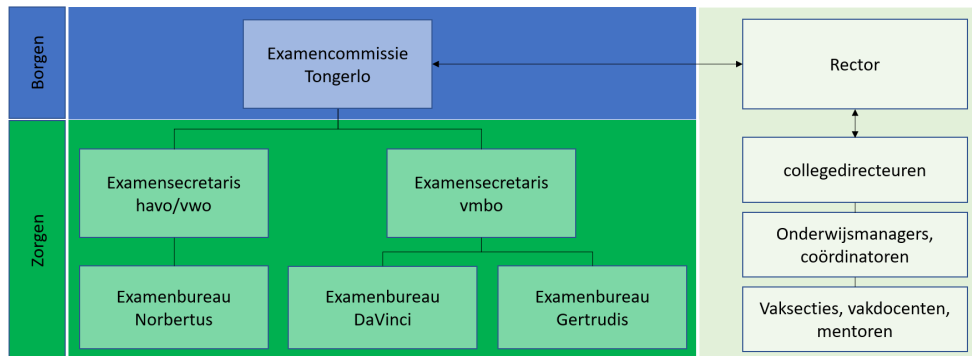 Borgen
Examencommissie
Tongerlo
Rector
Zorgen
Examensecretaris
havo/vwo
Examensecretaris
vmbo
collegedirecteuren
Onderwijsmanagers,
coördinatoren
Examenbureau
Norbertus
Examenbureau
DaVinci
Examenbureau
Gertrudis
Vaksecties, vakdocenten,
mentoren